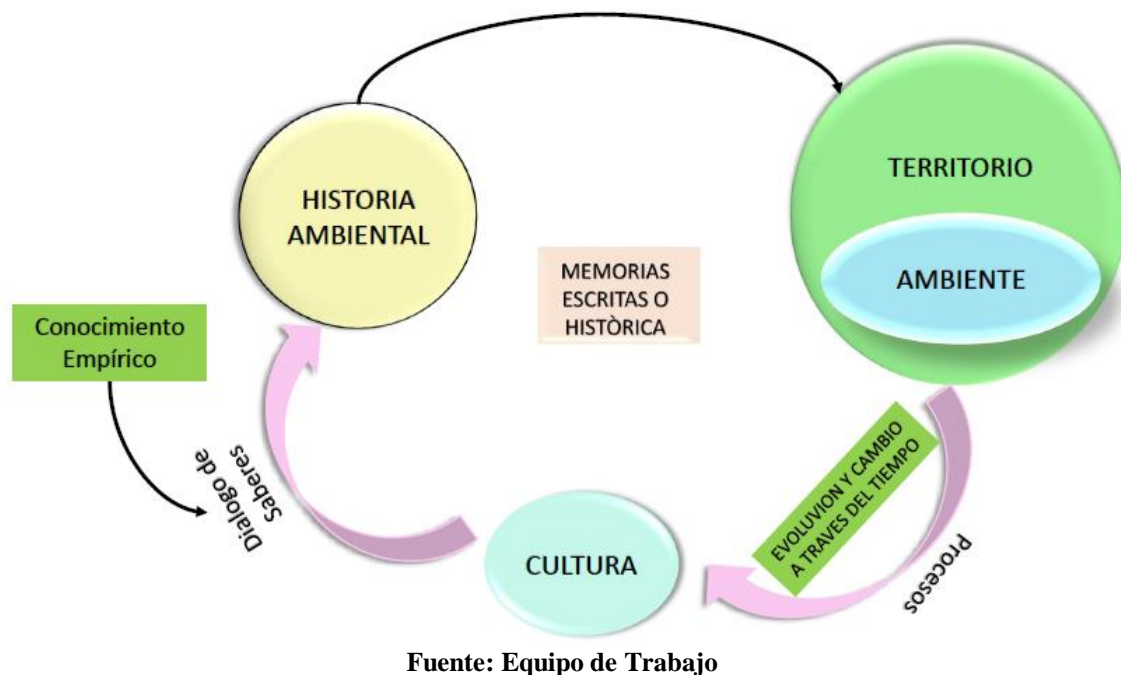 HISTORIA
AMBIENTAL
TERRITORIO
AMBIENTE
MEMORIAS
ESCRITAS O
HISTÒRICA
Conocimiento
Empírico
Dialogo de
Saberes
EVOLUVION Y CAMBIO
A TRAVES DEL TIEMPO
Procesos
CULTURA
Fuente: Equipo de Trabajo